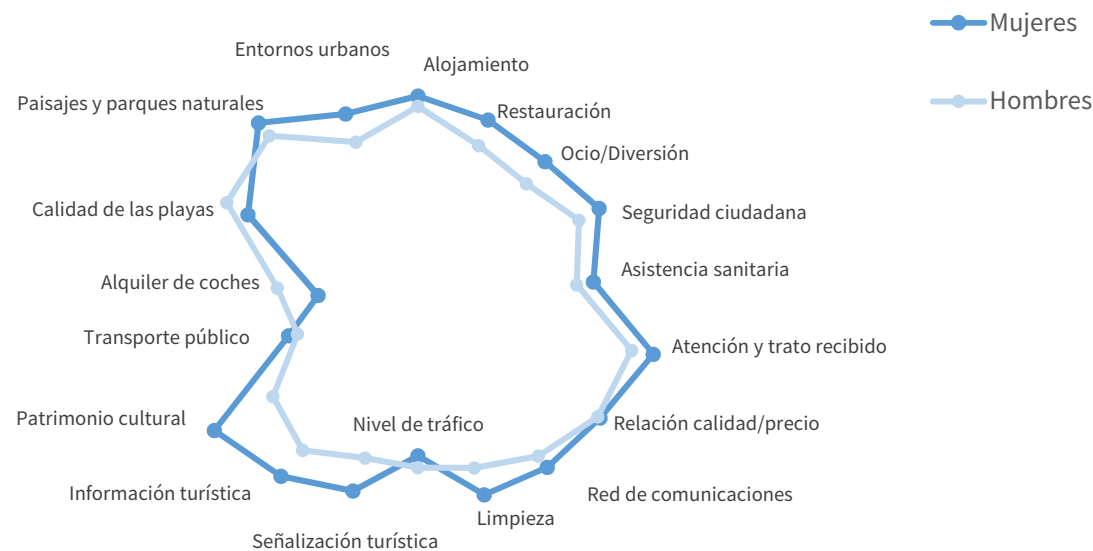 Mujeres
Hombres
Entornos urbanos
Alojamiento
Paisajes y parques naturales
Restauración
Ocio/Diversión
Calidad de las playas
Seguridad ciudadana
Asistencia sanitaria
Alquiler de coches
Transporte público
Atención y trato recibido
Patrimonio cultural
Nivel de tráfico
Relación calidad/precio
Información turística
Red de comunicaciones
Limpieza
Señalización turística